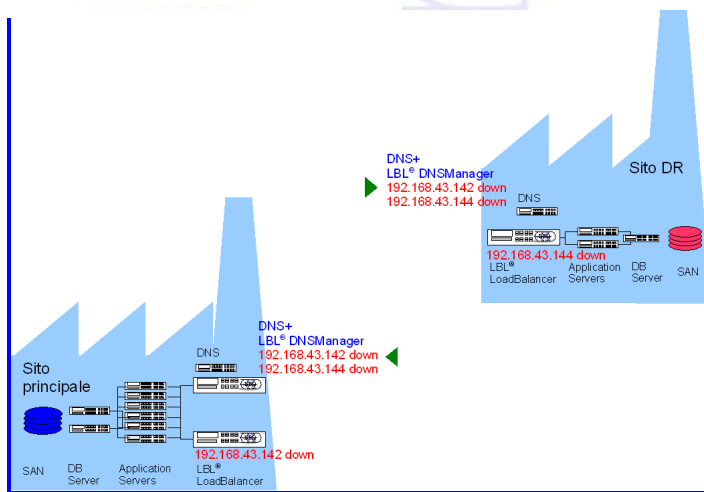 Sito DR
DNS+
LBL® DNSManager
192.168.43.142 down
192.168.43.144 down
DNS
192.168.43.144 down
LBL®
LoadBalancer
Application
Servers
DB
Server
SAN
DNS+
LBL® DNSManager
192.168.43.142 down
192.168.43.144 down
DNS
Sito
principale
192.168.43.142 down
SAN
DB
Server
Application
Servers
LBL®
LoadBalancer